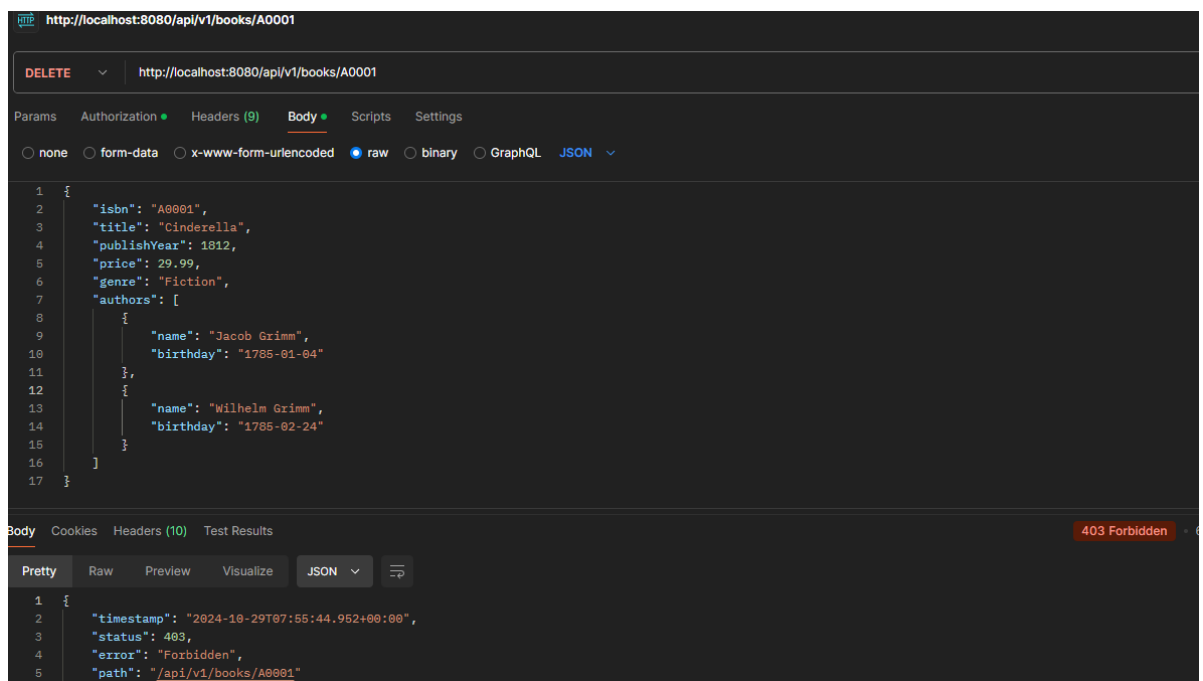 HTTP http://localhost:8080/api/v1/books/A0001
DELETE http://localhost:8080/api/v1/books/A0001
Params Authorization Headers (9) Body Scripts Settings
none form-data x-www-form-urlencoded raw binary GraphQL JSON
1 {
2 "isbn": "A0001",
3 "title": "Cinderella",
4 "publishYear": 1812,
5 "price": 29.99,
6 "genre": "Fiction",
7 "authors": [
8 {
9 "name": "Jacob Grimm",
10 "birthday": "1785-01-04"
11 },
12 {
13 "name": "Wilhelm Grimm",
14 "birthday": "1785-02-24"
15 }
16 ]
17 }
Body Cookies Headers (10) Test Results 403 Forbidden
Pretty Raw Preview Visualize JSON
1 {
2 "timestamp": "2024-10-29T07:55:44.952+00:00",
3 "status": 403,
4 "error": "Forbidden",
5 "path": "/api/v1/books/A0001"